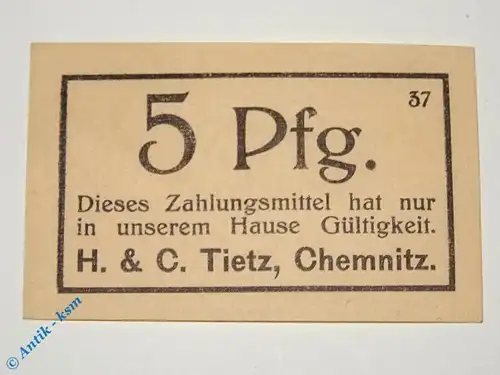 37
5 Pfg.
Dieses Zahlungsmittel hat nur
in unserem Hause Gültigkeit.
H. & C. Tietz, Chemnitz.
© Antik - ksm